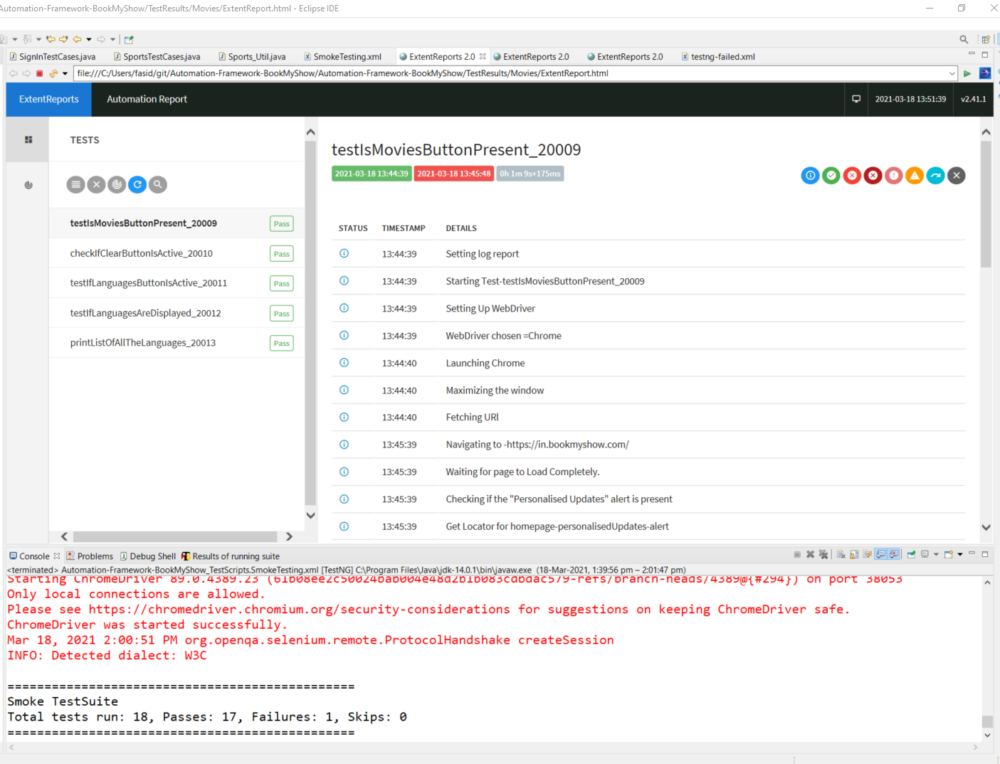 Automation-Framework-BookMyShow/TestResults/Movies/ExtentReport.html - Eclipse IDE
SignInTestCases.java SportsTestCases.java Sports_Util.java SmokeTesting.xml ExtentReports 2.0 ExtentReports 2.0 ExtentReports 2.0 testng-failed.xml
file:///C:/Users/fasid/git/Automation-Framework-BookMyShow/Automation-Framework-BookMyShow/TestResults/Movies/ExtentReport.html
ExtentReports Automation Report 2021-03-18 13:51:39 v2.41.1
TESTS
testIsMoviesButtonPresent_20009 Pass
checkIfClearButtonIsActive_20010 Pass
testIfLanguagesButtonIsActive_20011 Pass
testIfLanguagesAreDisplayed_20012 Pass
printListOfAllTheLanguages_20013 Pass
testIsMoviesButtonPresent_20009
2021-03-18 13:44:39 2021-03-18 13:45:48 0h 1m 9s+175ms
STATUS TIMESTAMP DETAILS
13:44:39 Setting log report
13:44:39 Starting Test-testIsMoviesButtonPresent_20009
13:44:39 Setting Up WebDriver
13:44:39 WebDriver chosen =Chrome
13:44:40 Launching Chrome
13:44:40 Maximizing the window
13:44:40 Fetching URl
13:45:39 Navigating to -https://in.bookmyshow.com/
13:45:39 Waiting for page to Load Completely.
13:45:39 Checking if the "Personalised Updates" alert is present
13:45:39 Get Locator for homepage-personalisedUpdates-alert
Console Problems Debug Shell Results of running suite
<terminated> Automation-Framework-BookMyShow_TestScripts.SmokeTesting.xml [TestNG] C:\Program Files\Java\jdk-14.0.1\bin\javaw.exe (18-Mar-2021, 1:39:56 pm – 2:01:47 pm)
Starting ChromeDriver 89.0.4389.23 (61b08ee2c50024bab004e48d2b1b083cdbdac579-refs/branch-heads/4389@{#294}) on port 38053
Only local connections are allowed.
Please see https://chromedriver.chromium.org/security-considerations for suggestions on keeping ChromeDriver safe.
ChromeDriver was started successfully.
Mar 18, 2021 2:00:51 PM org.openqa.selenium.remote.ProtocolHandshake createSession
INFO: Detected dialect: W3C
===============================================
Smoke TestSuite
Total tests run: 18, Passes: 17, Failures: 1, Skips: 0
===============================================